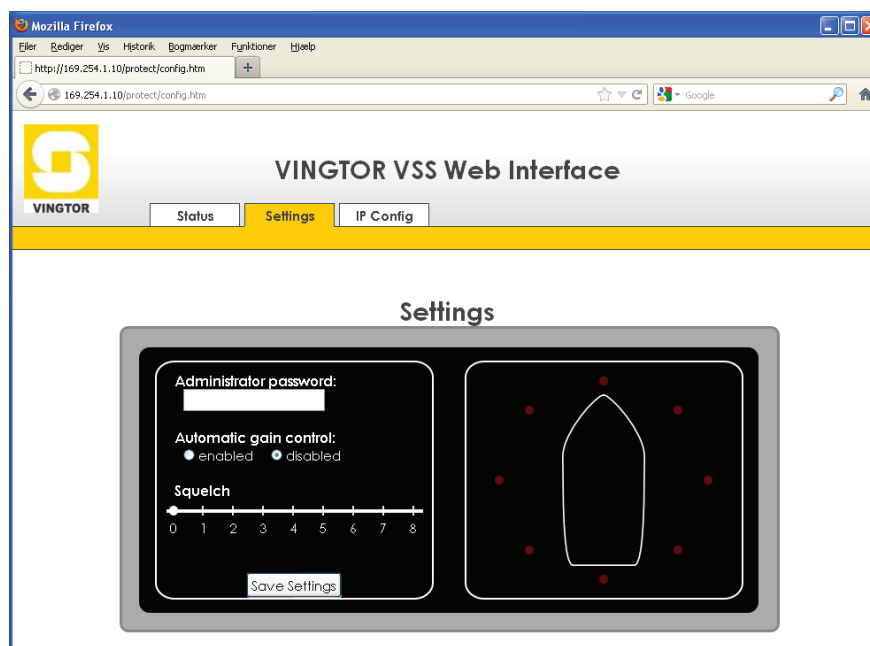 Mozilla Firefox
Filer Rediger Vis Historik Bogmærker Funktioner Hjælp
http://169.254.1.10/protect/config.htm +
169.254.1.10/protect/config.htm
Google
VINGTOR
VINGTOR VSS Web Interface
Status Settings IP Config
Settings
Administrator password:
Automatic gain control:
enabled disabled
Squelch
0 1 2 3 4 5 6 7 8
Save Settings